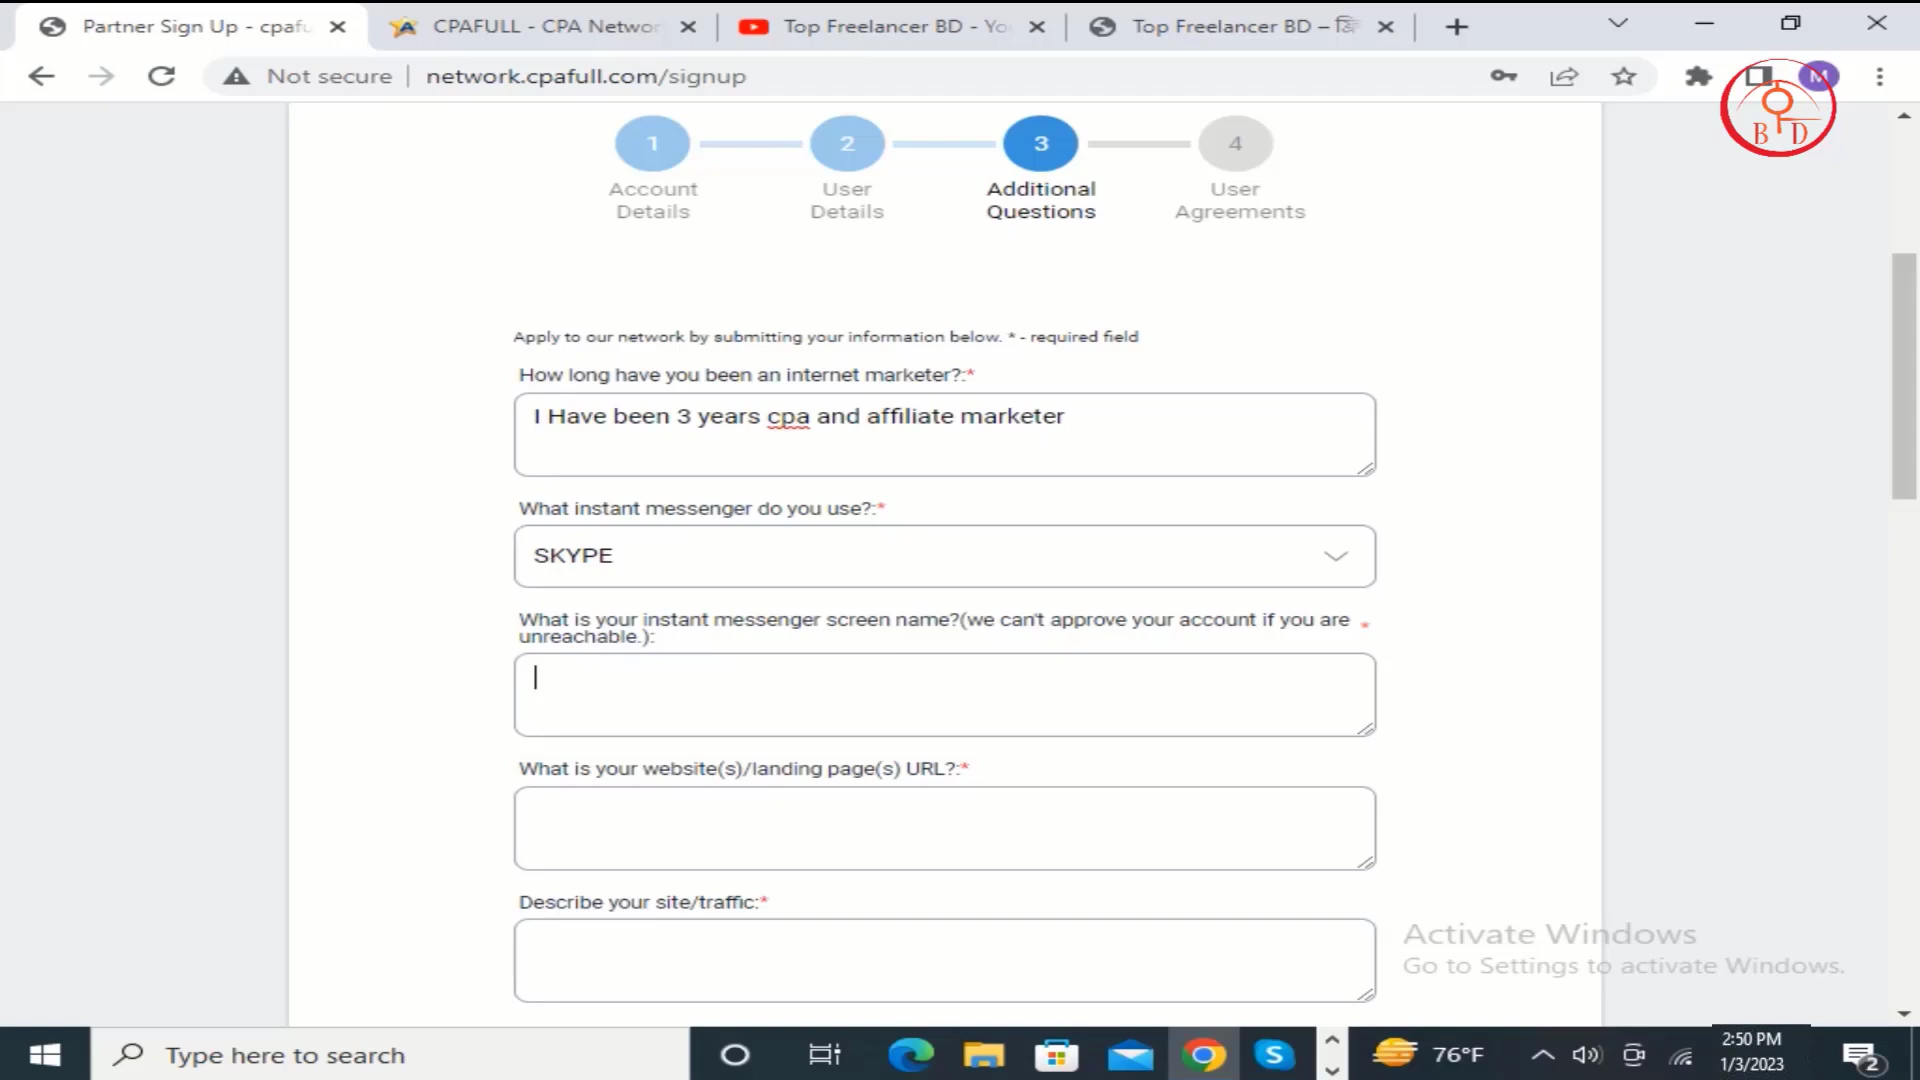 Partner Sign Up - cpafu
CPAFULL - CPA Networ
Top Freelancer BD - Yo
Top Freelancer BD –
Not secure
network.cpafull.com/signup
M
B D
1
2
3
4
Account Details
User Details
Additional Questions
User Agreements
Apply to our network by submitting your information below. * - required field
How long have you been an internet marketer?:*
I Have been 3 years cpa and affiliate marketer
What instant messenger do you use?:*
SKYPE
What is your instant messenger screen name?(we can't approve your account if you are *
unreachable.):
What is your website(s)/landing page(s) URL?:*
Describe your site/traffic:*
Activate Windows
Go to Settings to activate Windows.
Type here to search
76°F
2:50 PM
1/3/2023
2